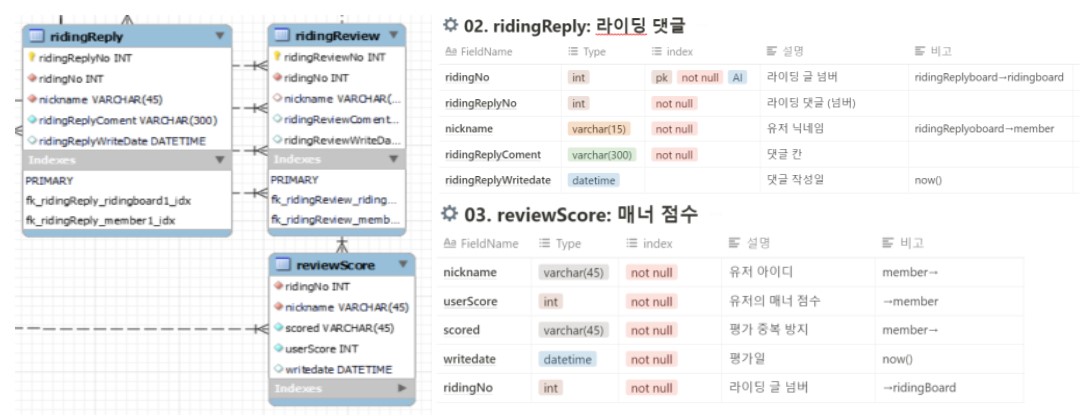 ridingReply
ridingReplyNo INT
ridingNo INT
nickname VARCHAR(45)
ridingReplyComent VARCHAR(300)
ridingReplyWriteDate DATETIME
Indexes
PRIMARY
fk_ridingReply_ridingboard1_idx
fk_ridingReply_member1_idx
ridingReview
ridingReviewNo INT
ridingNo INT
nickname VARCHAR(...
ridingReviewComent...
ridingReviewWriteDa...
Indexes
PRIMARY
fk_ridingReview_riding...
fk_ridingReview_memb...
reviewScore
ridingNo INT
nickname VARCHAR(45)
scored VARCHAR(45)
userScore INT
writedate DATETIME
Indexes
02. ridingReply: 라이딩 댓글
Aa FieldName Type index 설명 비고
ridingNo int pk not null AI 라이딩 글 넘버 ridingReplyboard→ridingboard
ridingReplyNo int not null 라이딩 댓글 (넘버)
nickname varchar(15) not null 유저 닉네임 ridingReplyoboard→member
ridingReplyComent varchar(300) not null 댓글 칸
ridingReplyWritedate datetime 댓글 작성일 now()
03. reviewScore: 매너 점수
Aa FieldName Type index 설명 비고
nickname varchar(45) not null 유저 아이디 member→
userScore int not null 유저의 매너 점수 →member
scored varchar(45) not null 평가 중복 방지 member→
writedate datetime not null 평가일 now()
ridingNo int not null 라이딩 글 넘버 →ridingBoard